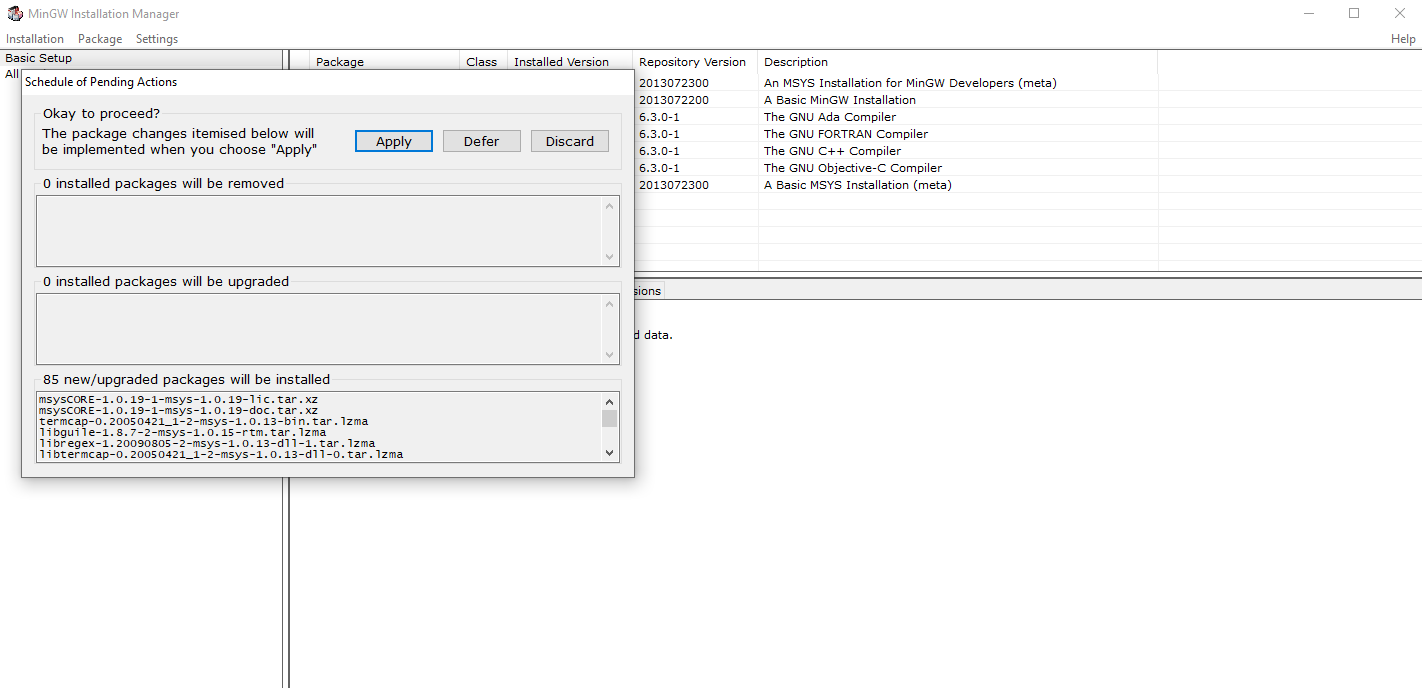 MinGW Installation Manager
Installation Package Settings Help
Basic Setup
All
Package Class Installed Version Repository Version Description
2013072300 An MSYS Installation for MinGW Developers (meta)
2013072200 A Basic MinGW Installation
6.3.0-1 The GNU Ada Compiler
6.3.0-1 The GNU FORTRAN Compiler
6.3.0-1 The GNU C++ Compiler
6.3.0-1 The GNU Objective-C Compiler
2013072300 A Basic MSYS Installation (meta)
sions
d data.
Schedule of Pending Actions
Okay to proceed?
The package changes itemised below will
be implemented when you choose "Apply"
Apply Defer Discard
0 installed packages will be removed
0 installed packages will be upgraded
85 new/upgraded packages will be installed
msysCORE-1.0.19-1-msys-1.0.19-lic.tar.xz
msysCORE-1.0.19-1-msys-1.0.19-doc.tar.xz
termcap-0.20050421_1-2-msys-1.0.13-bin.tar.lzma
libguile-1.8.7-2-msys-1.0.15-rtm.tar.lzma
libregex-1.20090805-2-msys-1.0.13-dll-1.tar.lzma
libtermcap-0.20050421_1-2-msys-1.0.13-dll-0.tar.lzma